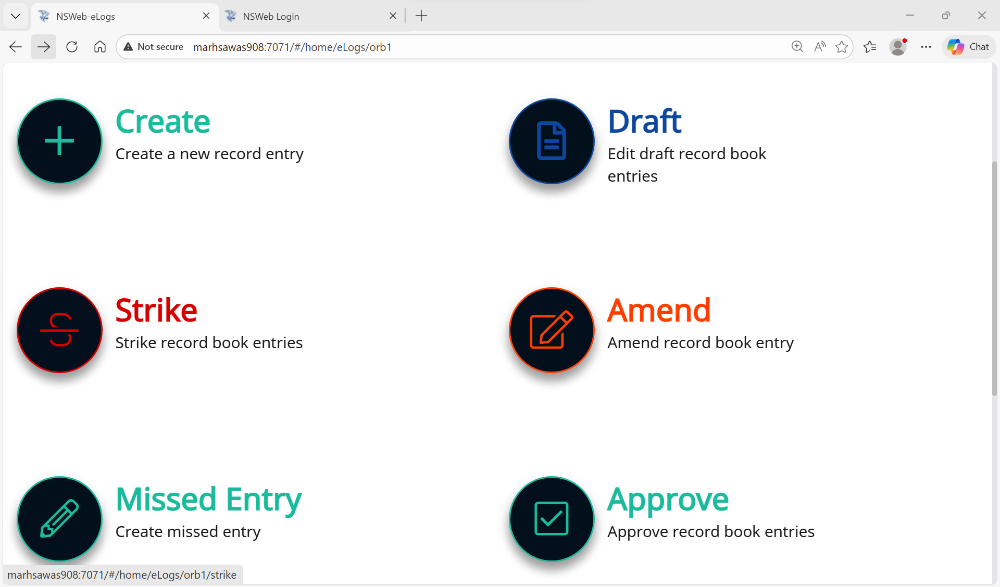 NSWeb-eLogs
NSWeb Login
Not secure
marhsawas908:7071/#/home/eLogs/orb1
Chat
Create
Create a new record entry
Draft
Edit draft record book
entries
Strike
Strike record book entries
Amend
Amend record book entry
Missed Entry
Create missed entry
Approve
Approve record book entries
marhsawas908:7071/#/home/eLogs/orb1/strike